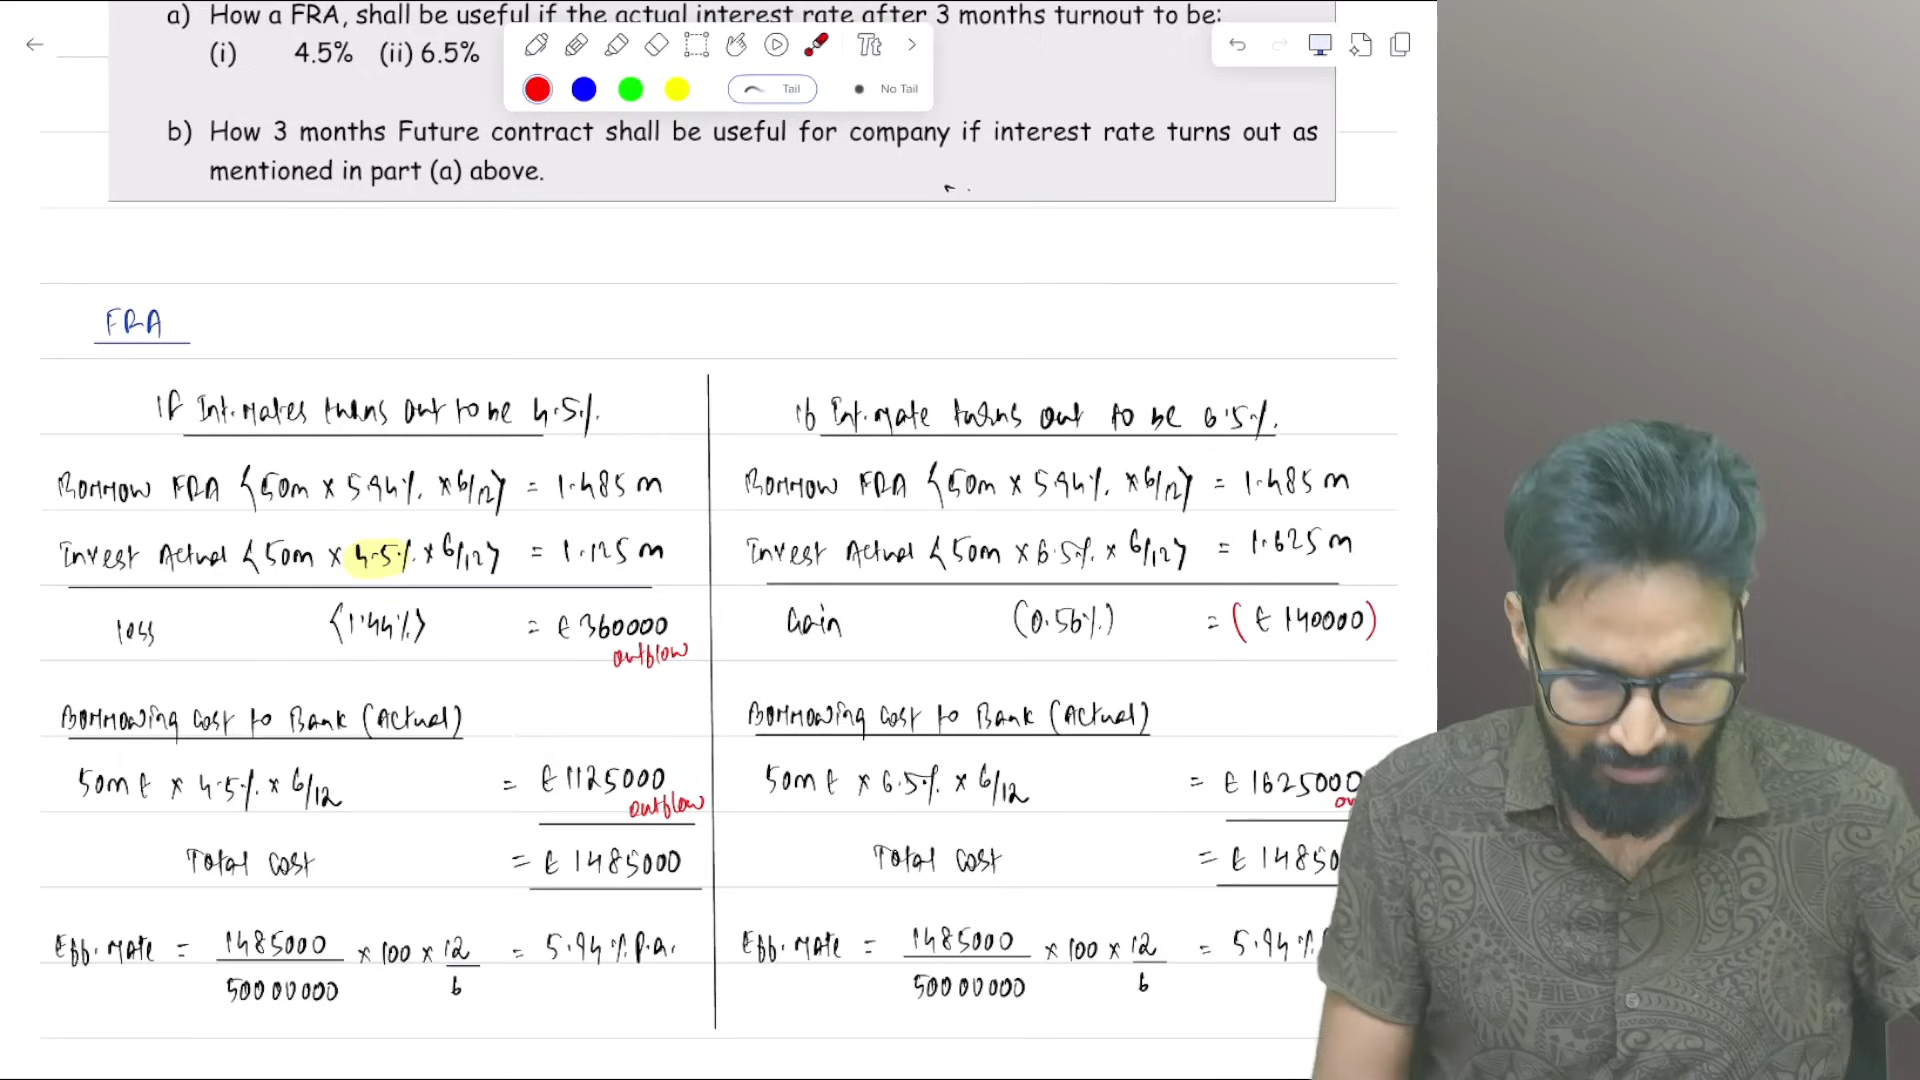 a) How a FRA, shall be useful if the actual interest rate after 3 months turnout to be:
(i) 4.5% (ii) 6.5%
Tt
Tail
No Tail
b) How 3 months Future contract shall be useful for company if interest rate turns out as
mentioned in part (a) above.
FRA
If Int. Rates turns out to be 4.5%.
Borrow FRA {50m x 5.94% x 6/12} = 1.485 m
Invest Actual {50m x 4.5% x 6/12} = 1.125 m
loss {1.44%} = € 360000
outflow
Borrowing Cost to Bank (Actual)
50m € x 4.5% x 6/12 = € 1125000
outflow
Total Cost = € 1485000
Eff. Rate = 1485000 / 50000000 x 100 x 12/6 = 5.94% p.a.
If Int. Rate turns out to be 6.5%.
Borrow FRA {50m x 5.94% x 6/12} = 1.485 m
Invest Actual {50m x 6.5% x 6/12} = 1.625 m
Gain (0.56%) = (€ 140000)
Borrowing Cost to Bank (Actual)
50m € x 6.5% x 6/12 = € 1625000
Total Cost = € 14850
Eff. Rate = 1485000 / 50000000 x 100 x 12/6 = 5.94%